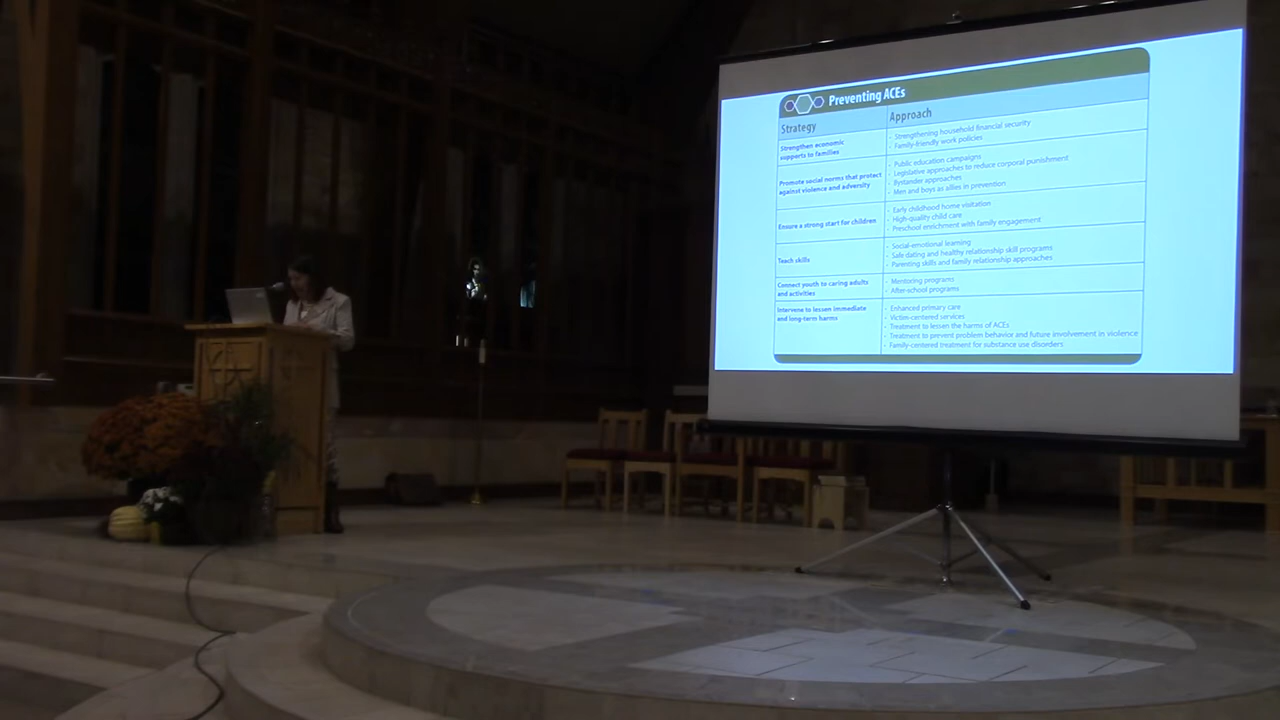 Preventing ACEs
Strategy
Approach
Strengthen economic
supports to families
- Strengthening household financial security
- Family-friendly work policies
Promote social norms that protect
against violence and adversity
- Public education campaigns
- Legislative approaches to reduce corporal punishment
- Bystander approaches
- Men and boys as allies in prevention
Ensure a strong start for children
- Early childhood home visitation
- High-quality child care
- Preschool enrichment with family engagement
Teach skills
- Social-emotional learning
- Safe dating and healthy relationship skill programs
- Parenting skills and family relationship approaches
Connect youth to caring adults
and activities
- Mentoring programs
- After-school programs
Intervene to lessen immediate
and long-term harms
- Enhanced primary care
- Victim-centered services
- Treatment to lessen the harms of ACEs
- Treatment to prevent problem behavior and future involvement in violence
- Family-centered treatment for substance use disorders